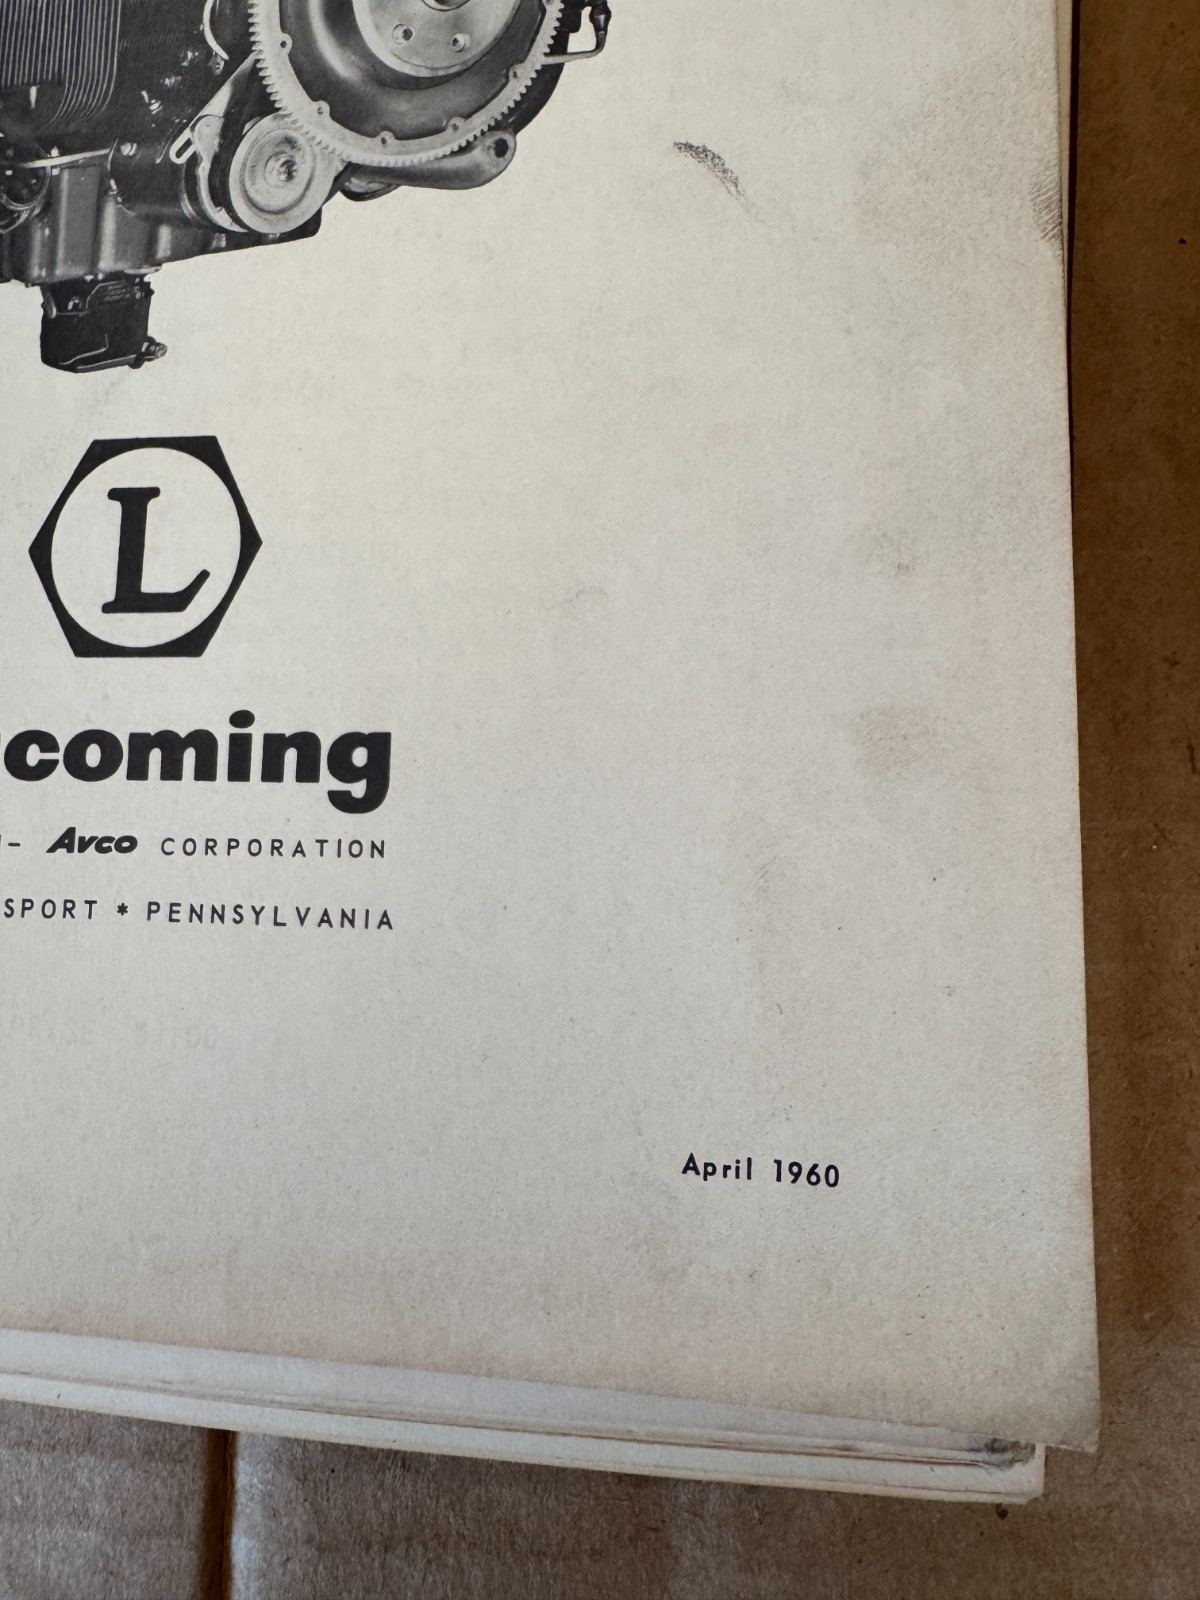 L
coming
- Avco CORPORATION
SPORT * PENNSYLVANIA
April 1960